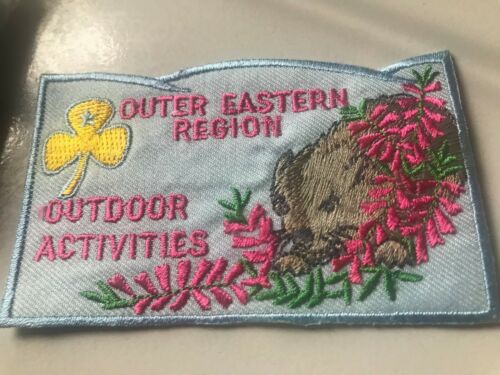 OUTER EASTERN
REGION
OUTDOOR
ACTIVITIES